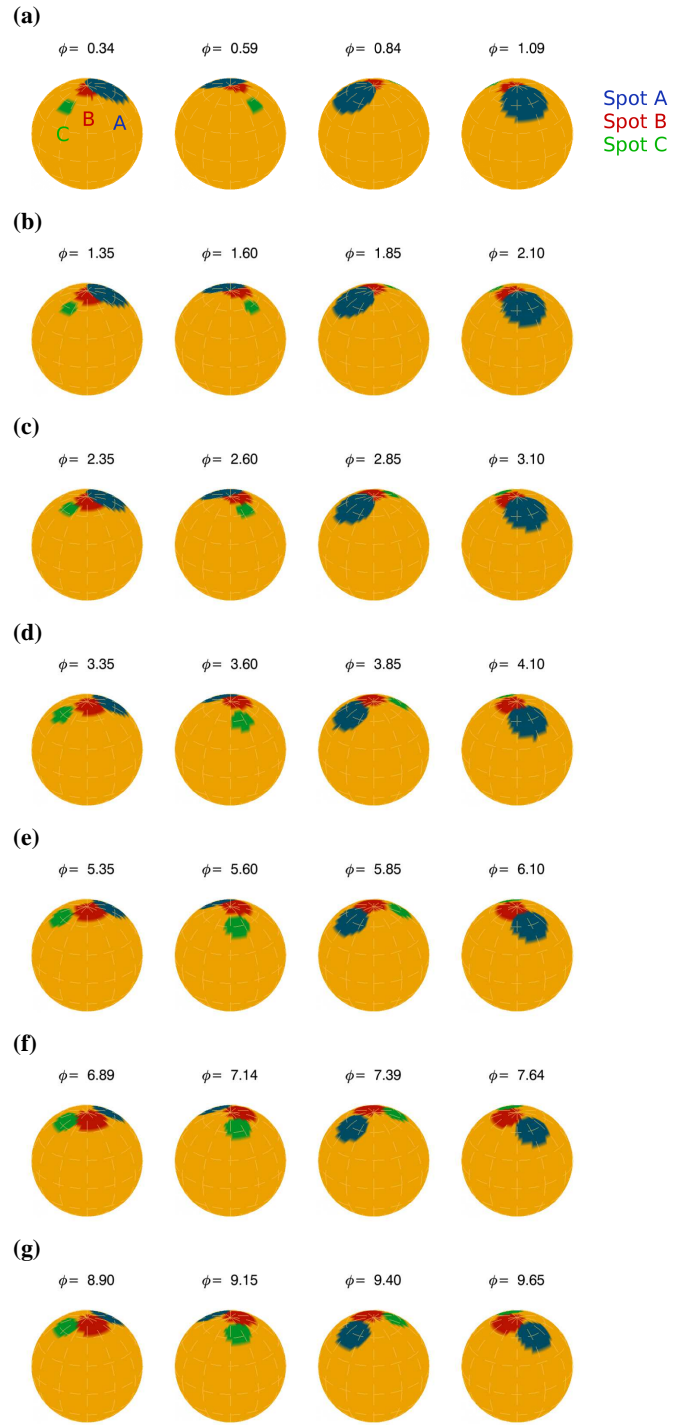 (a)
ϕ= 0.34 ϕ= 0.59 ϕ= 0.84 ϕ= 1.09
Spot A
Spot B
Spot C
C B A
(b)
ϕ= 1.35 ϕ= 1.60 ϕ= 1.85 ϕ= 2.10
(c)
ϕ= 2.35 ϕ= 2.60 ϕ= 2.85 ϕ= 3.10
(d)
ϕ= 3.35 ϕ= 3.60 ϕ= 3.85 ϕ= 4.10
(e)
ϕ= 5.35 ϕ= 5.60 ϕ= 5.85 ϕ= 6.10
(f)
ϕ= 6.89 ϕ= 7.14 ϕ= 7.39 ϕ= 7.64
(g)
ϕ= 8.90 ϕ= 9.15 ϕ= 9.40 ϕ= 9.65